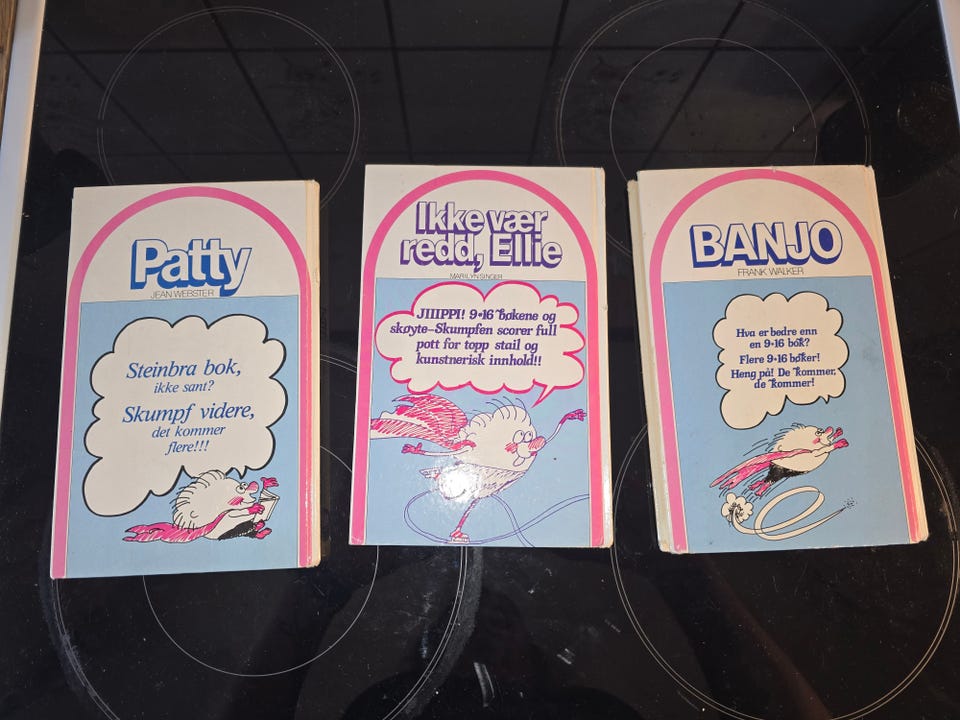 Patty
JEAN WEBSTER
Steinbra bok,
ikke sant?
Skumpf videre,
det kommer
flere!!!
Ikke vær
redd, Ellie
MARILYN SINGER
JIIIPPI! 9•16 bøkene og
skøyte-Skumpfen scorer full
pott for topp stail og
kunstnerisk innhold!!
BANJO
FRANK WALKER
Hva er bedre enn
en 9•16 bok?
Flere 9•16 bøker!
Heng på! De kommer,
de kommer!